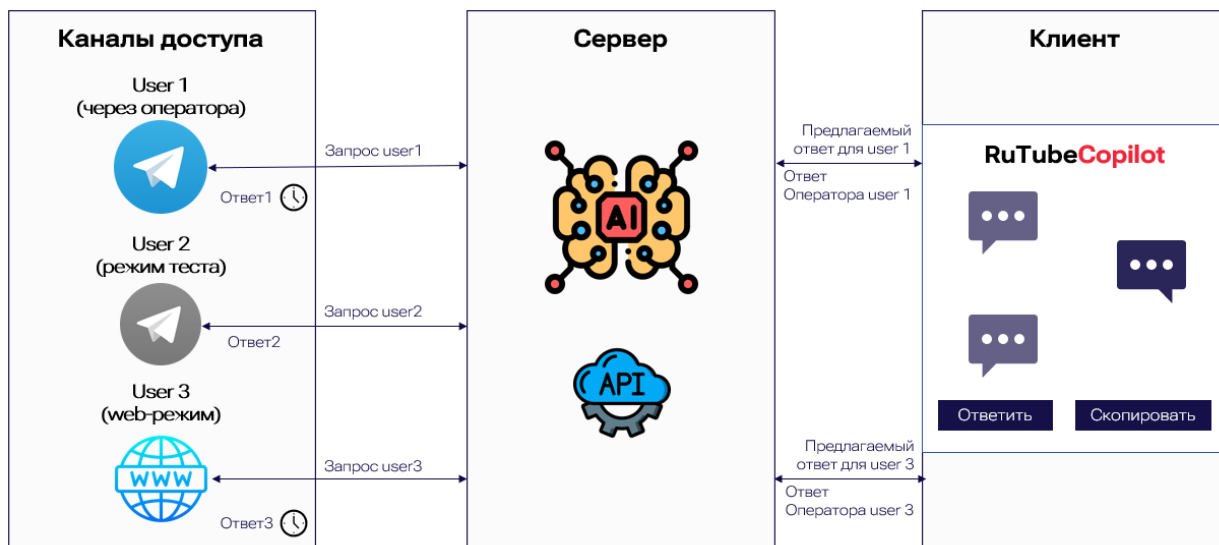 Каналы доступа
User 1
(через оператора)
Запрос user1
Ответ1
User 2
(режим теста)
Запрос user2
Ответ2
User 3
(web-режим)
WWW
Запрос user3
Ответ3
Сервер
AI
API
Предлагаемый
ответ для user 1
Ответ
Оператора user 1
Предлагаемый
ответ для user 3
Ответ
Оператора user 3
Клиент
RuTubeCopilot
Ответить
Скопировать